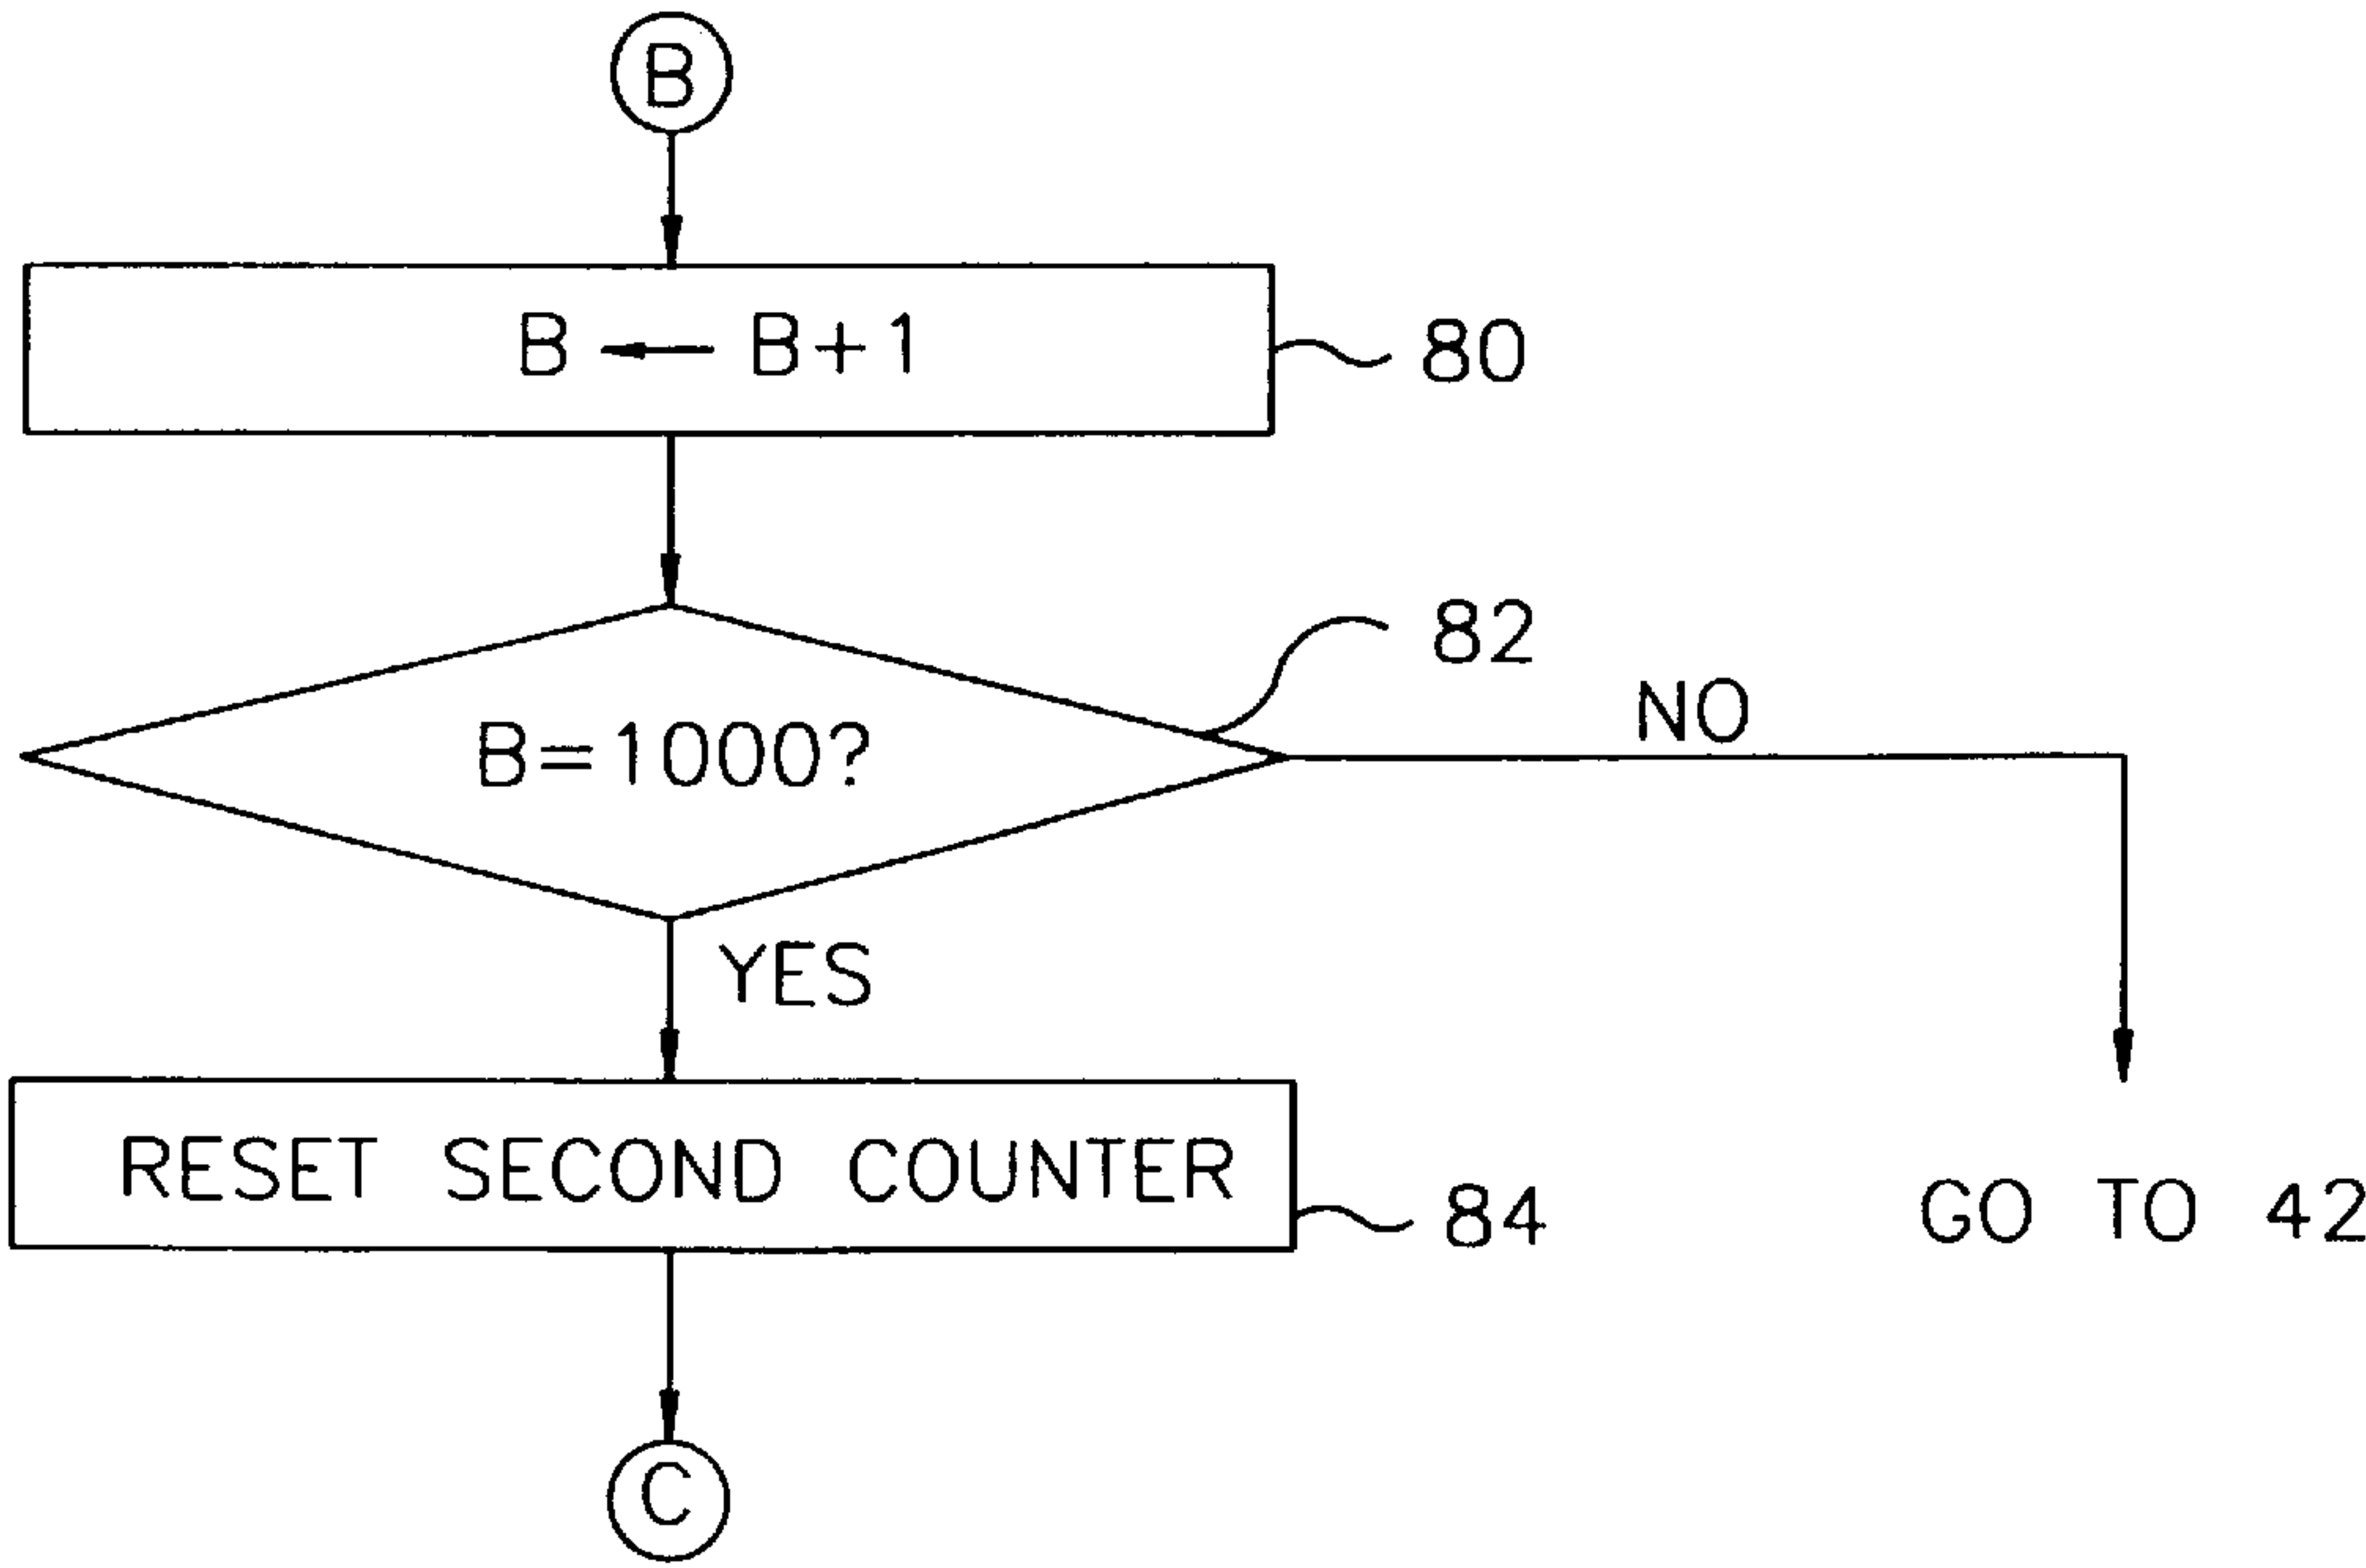 B
B ← B+1
80
82
B=1000?
NO
YES
RESET SECOND COUNTER
84
GO TO 42
C